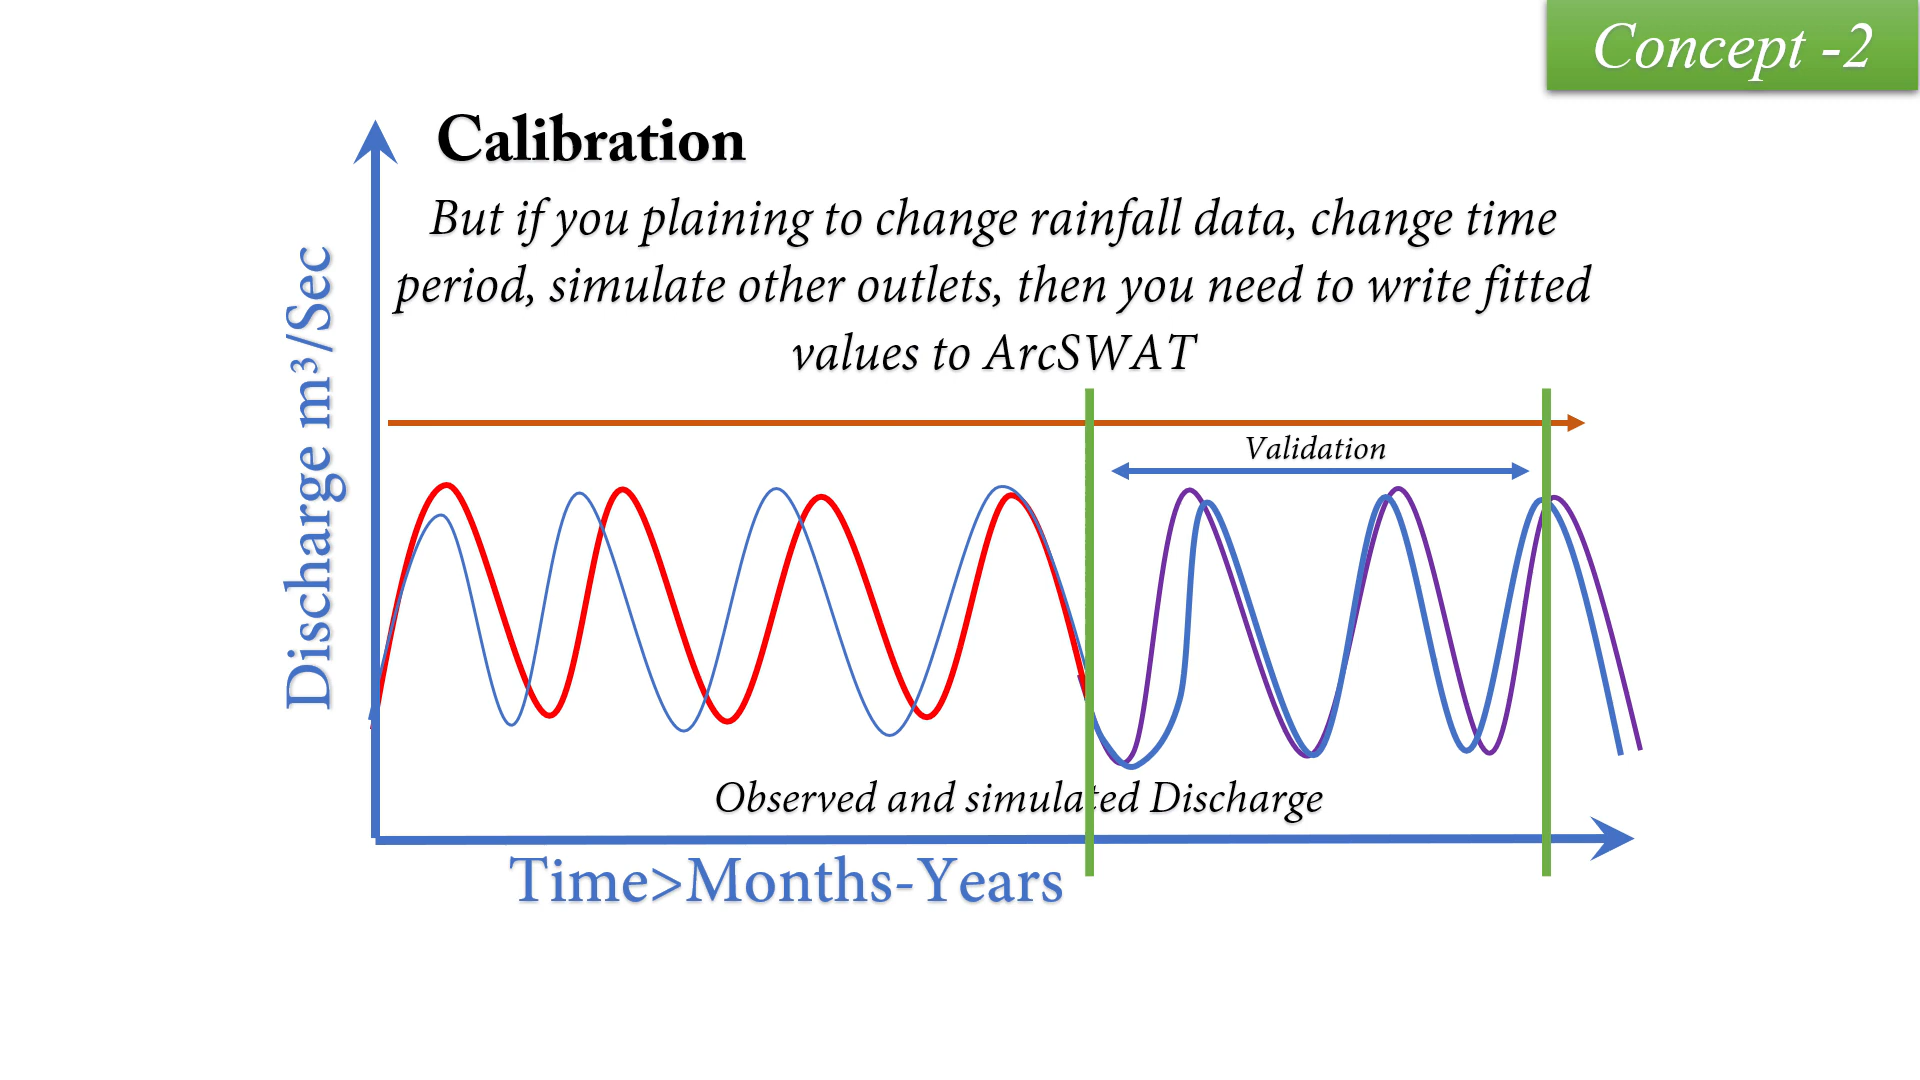 Concept -2
Calibration
But if you plaining to change rainfall data, change time
period, simulate other outlets, then you need to write fitted
values to ArcSWAT
Discharge m³/Sec
Validation
Observed and simulated Discharge
Time>Months-Years